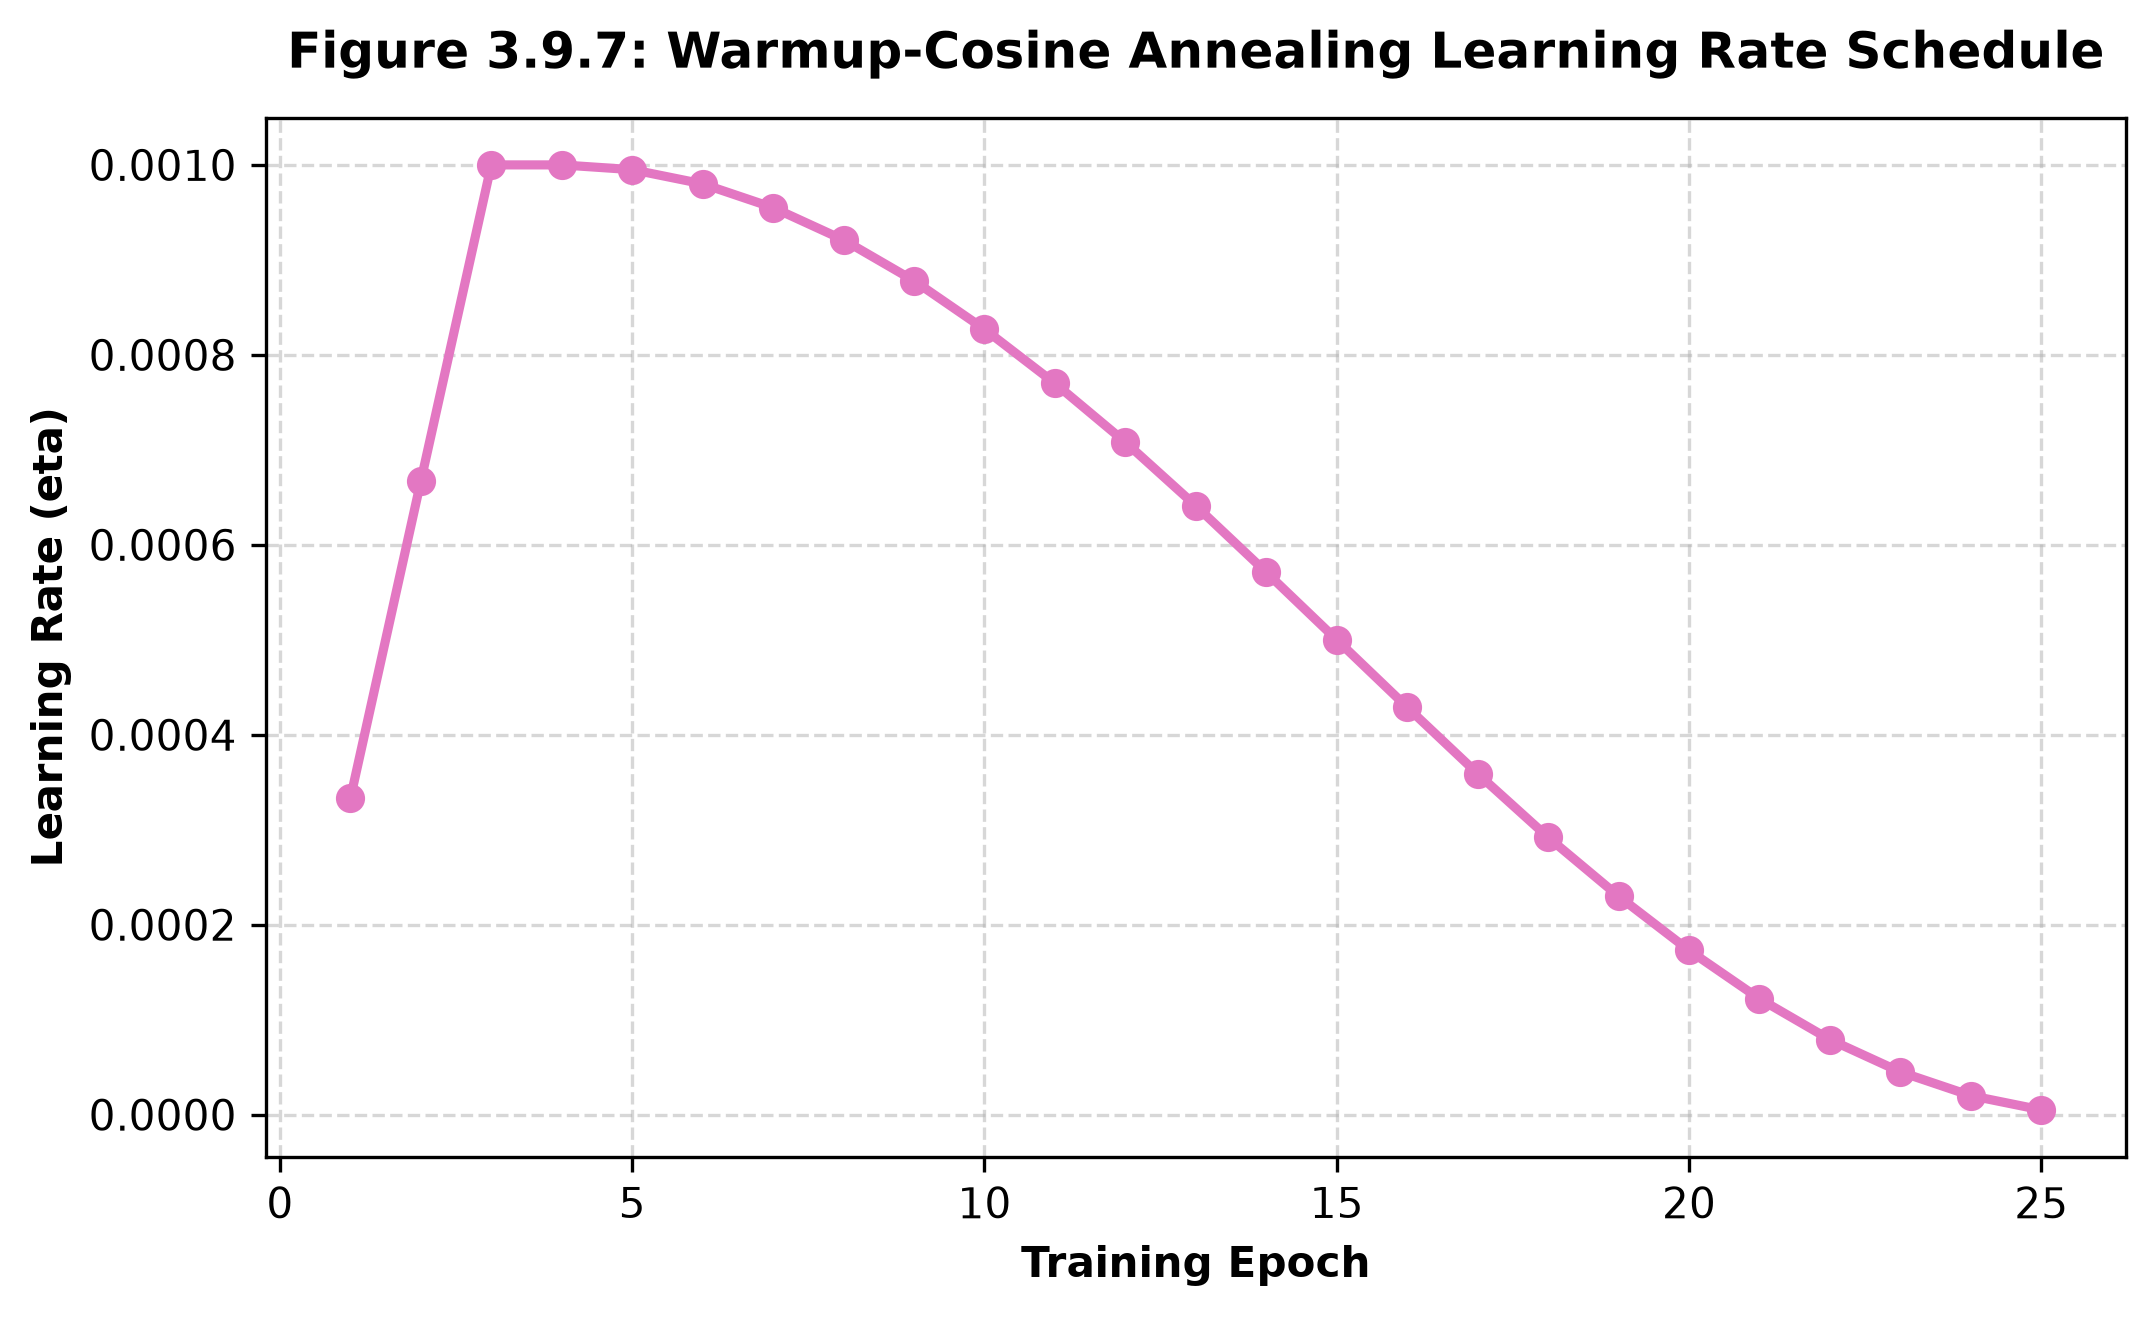 Figure 3.9.7: Warmup-Cosine Annealing Learning Rate Schedule
Learning Rate (eta)
0.0010
0.0008
0.0006
0.0004
0.0002
0.0000
0 5 10 15 20 25
Training Epoch